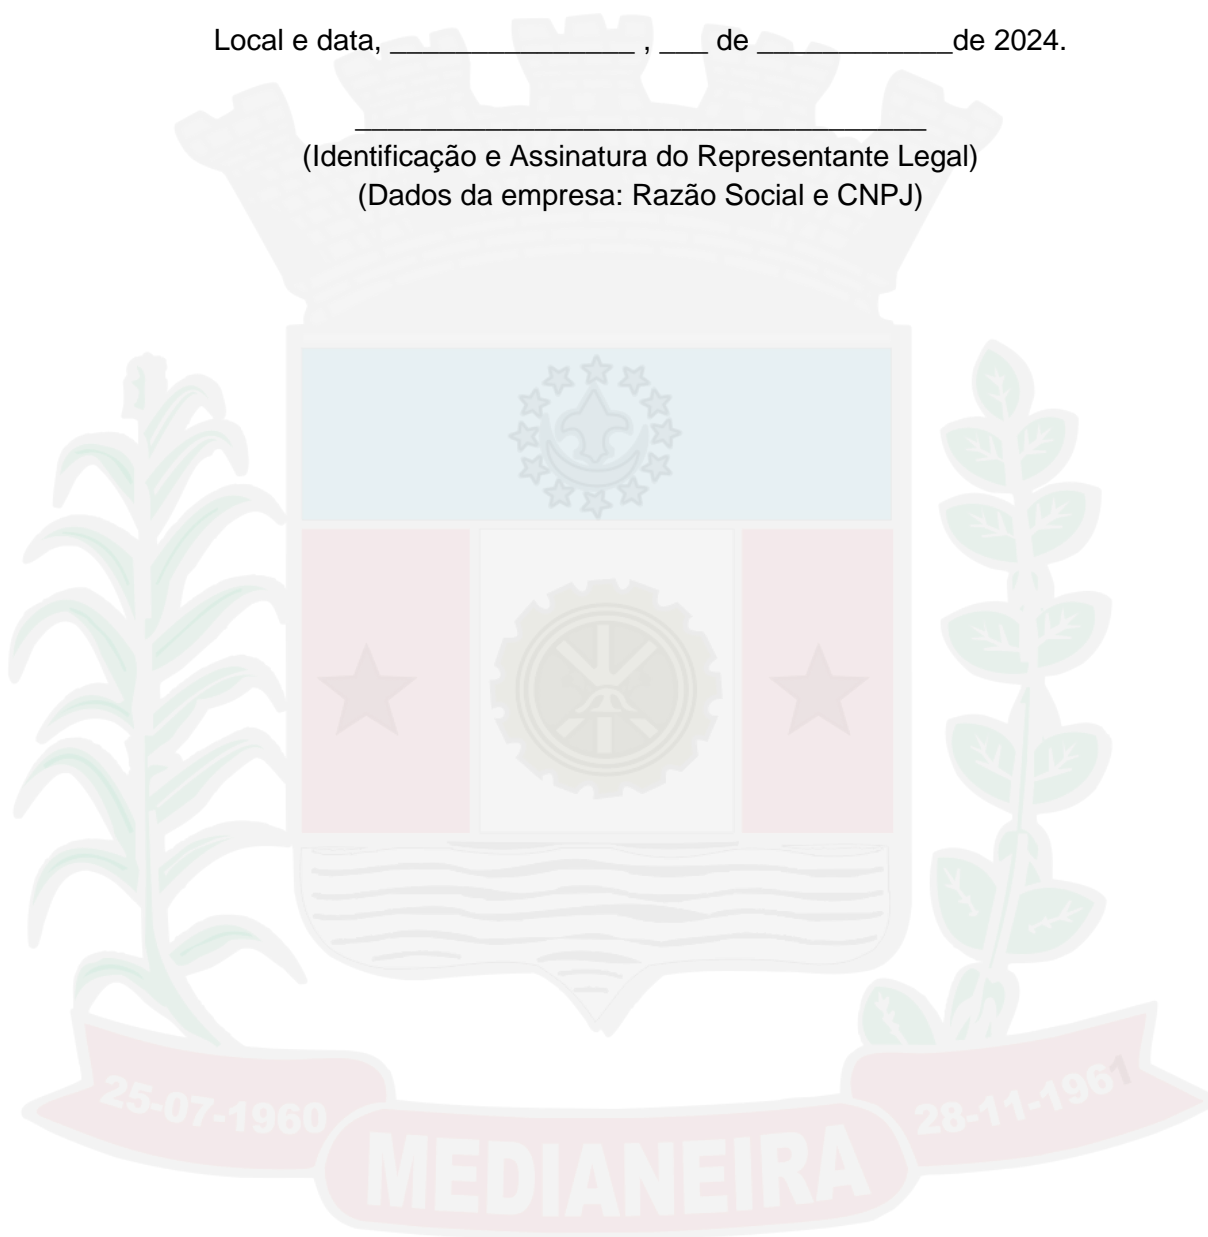 Local e data, _______________ , ___ de ____________de 2024.
___________________________________
(Identificação e Assinatura do Representante Legal)
(Dados da empresa: Razão Social e CNPJ)
25-07-1960
28-11-1961
MEDIANEIRA